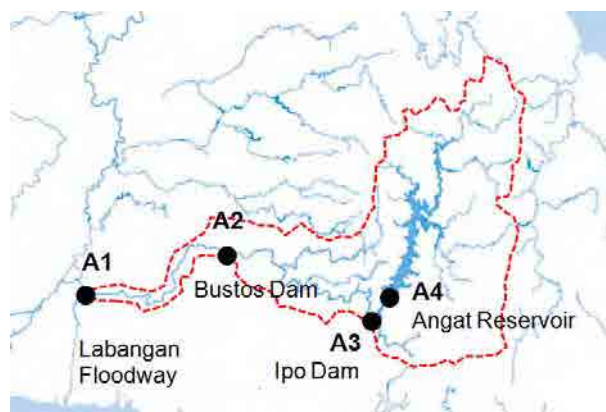 A2
A1
Bustos Dam
A4
Angat Reservoir
A3
Labangan
Floodway
Ipo Dam